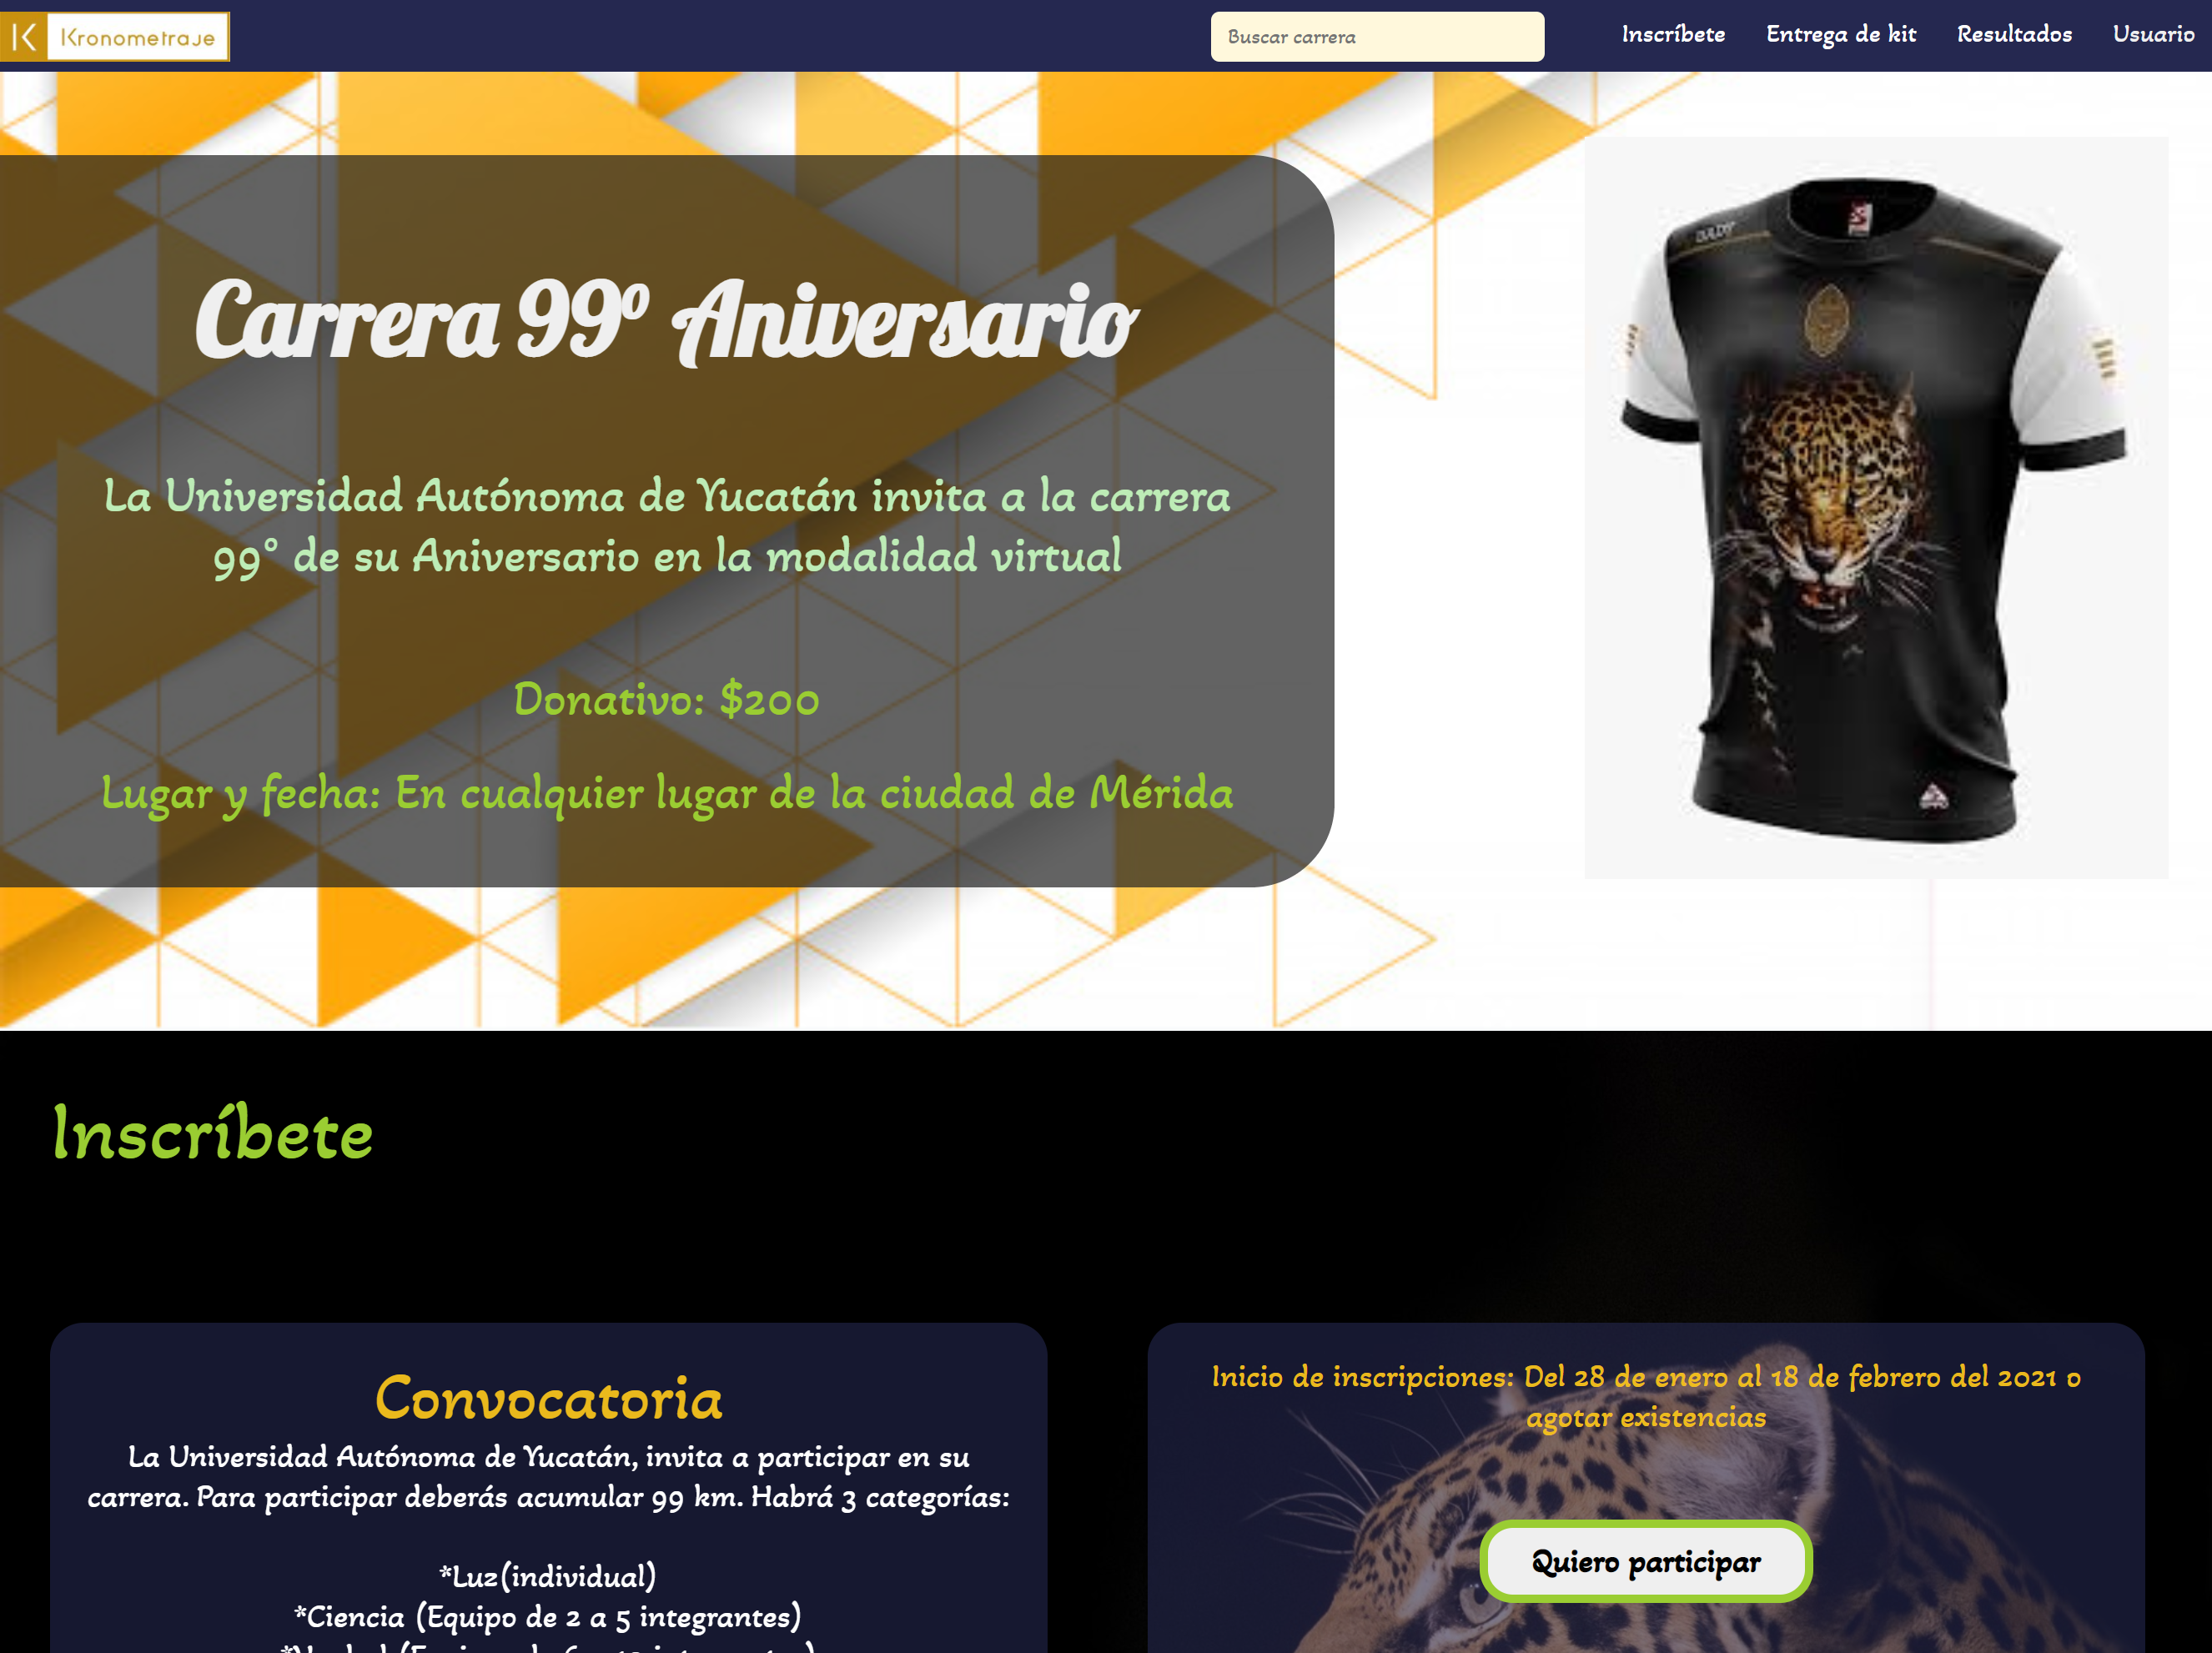 K Kronometraje
Buscar carrera
Inscríbete Entrega de kit Resultados Usuario
Carrera 99º Aniversario
La Universidad Autónoma de Yucatán invita a la carrera
99° de su Aniversario en la modalidad virtual
Donativo: $200
Lugar y fecha: En cualquier lugar de la ciudad de Mérida
UADY
Inscríbete
Convocatoria
La Universidad Autónoma de Yucatán, invita a participar en su
carrera. Para participar deberás acumular 99 km. Habrá 3 categorías:
*Luz(individual)
*Ciencia (Equipo de 2 a 5 integrantes)
Inicio de inscripciones: Del 28 de enero al 18 de febrero del 2021 o
agotar existencias
Quiero participar